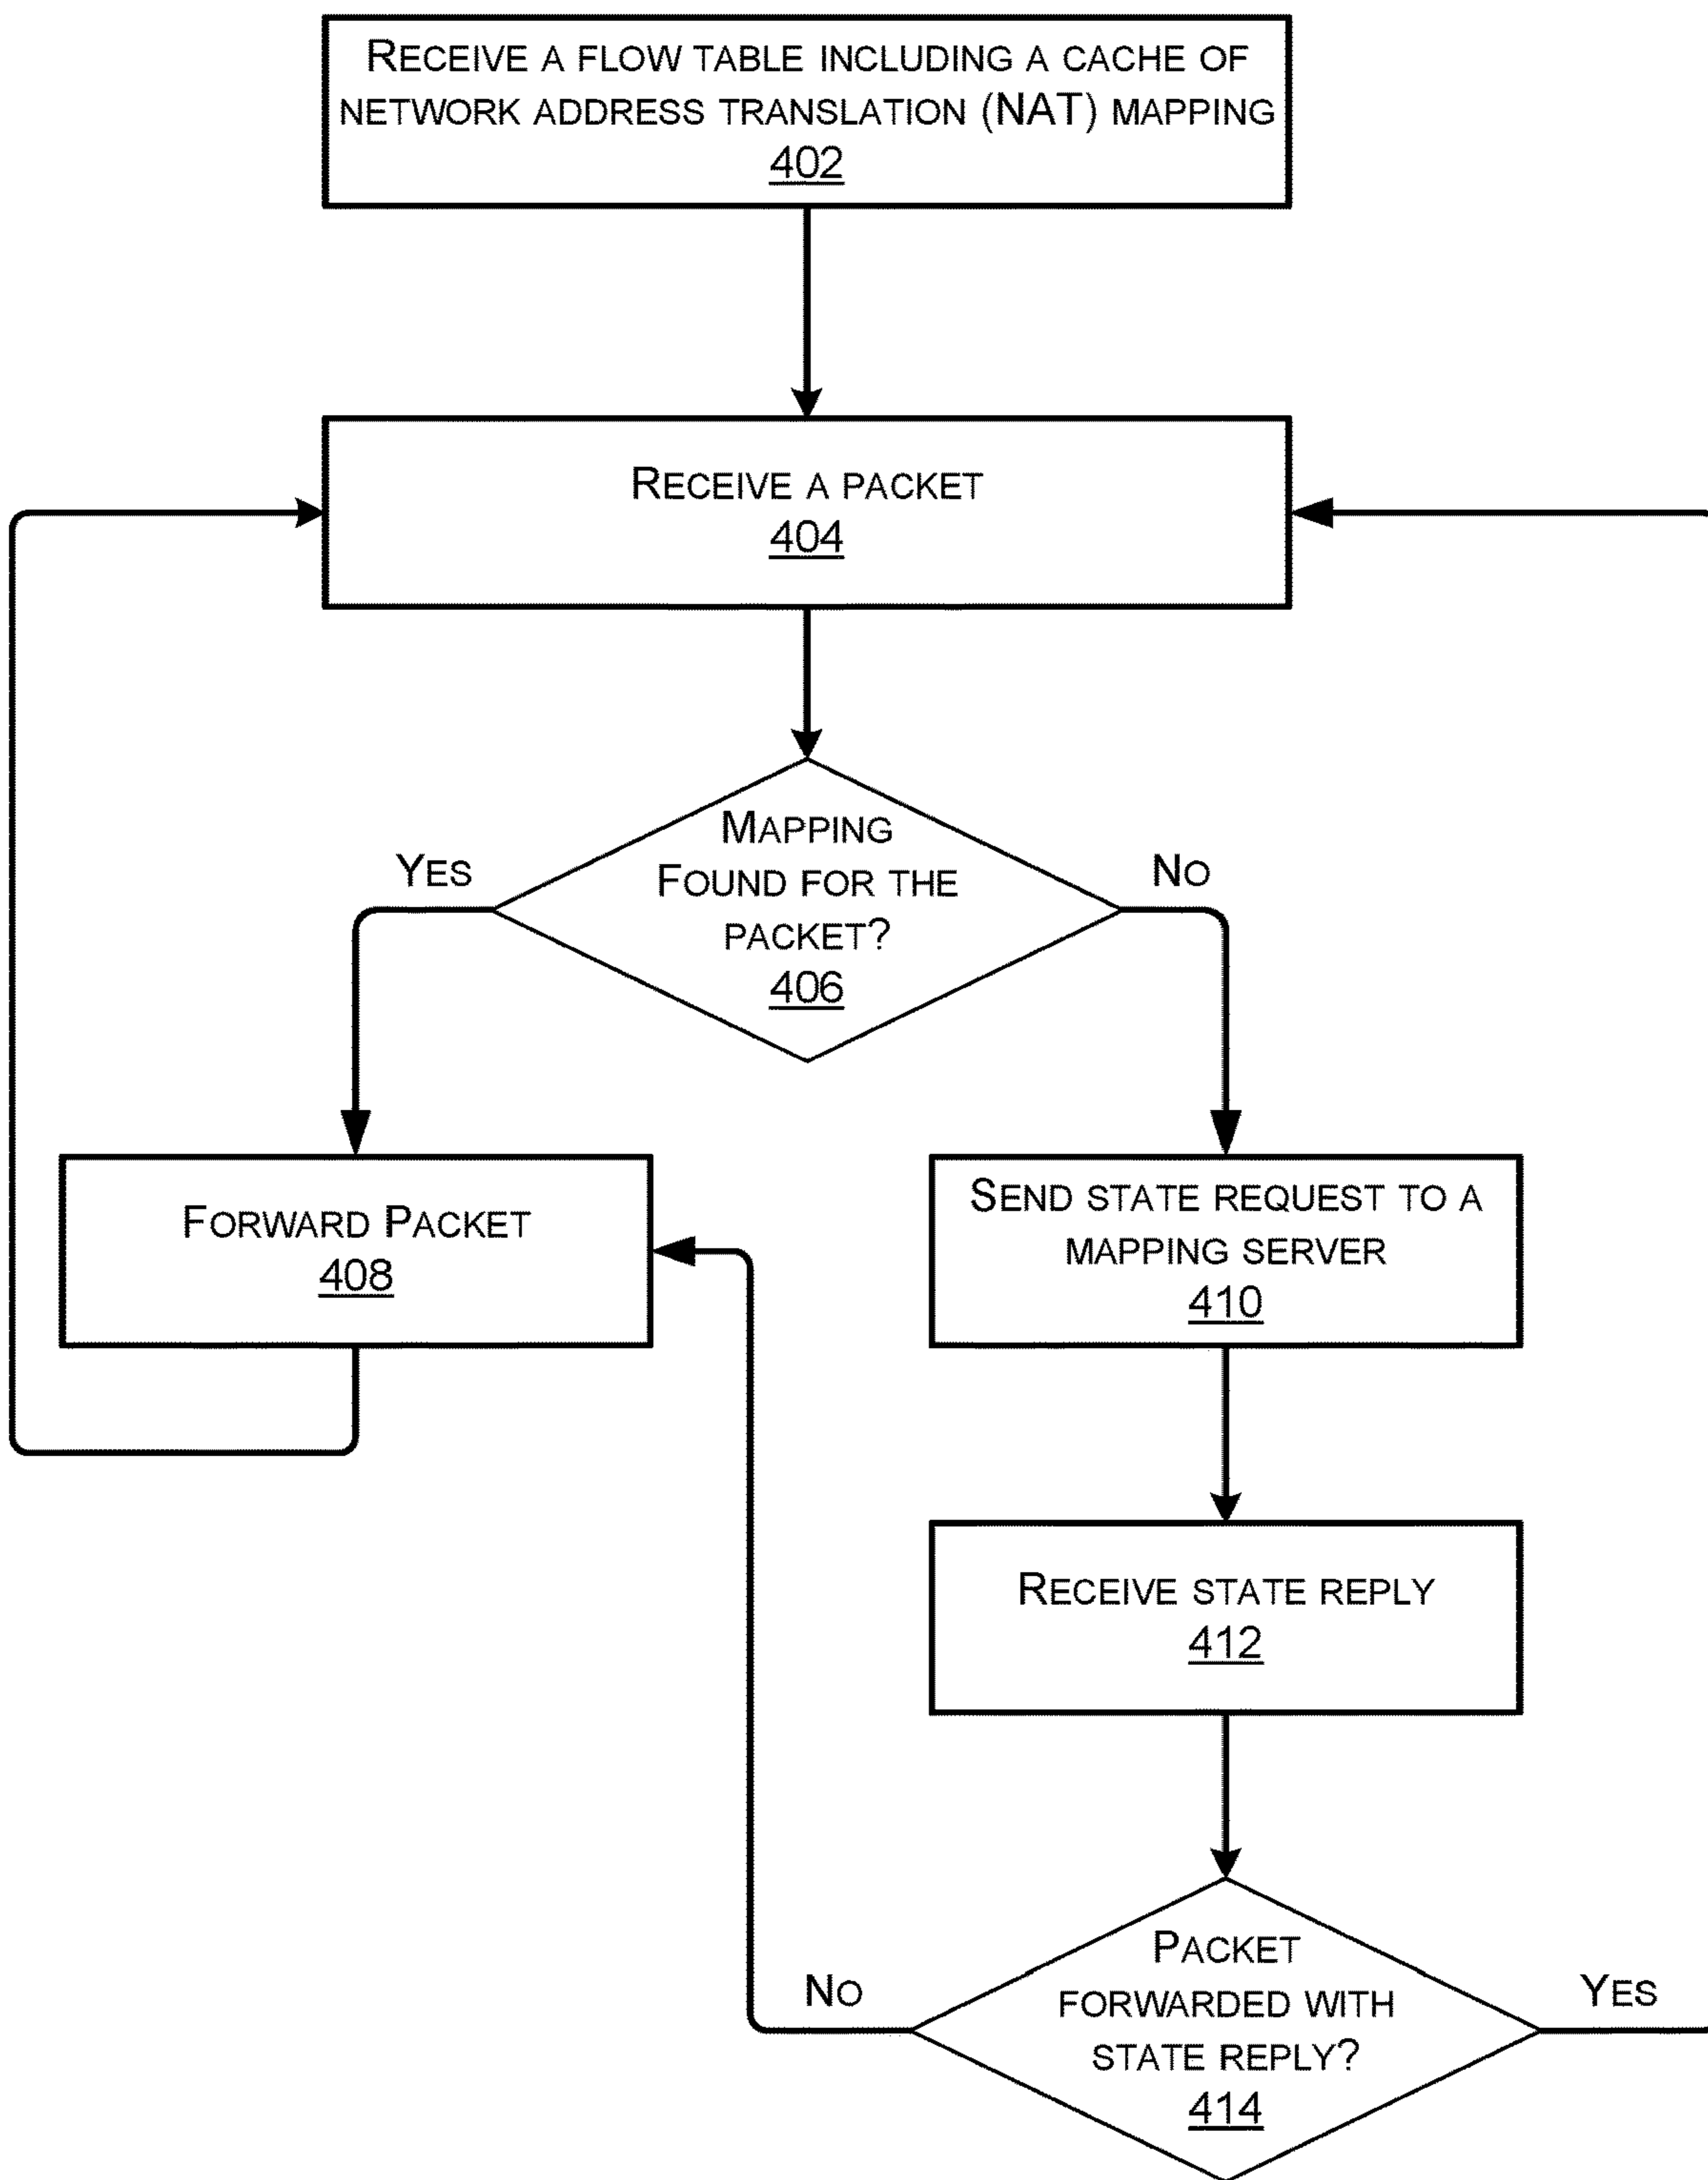 RECEIVE A FLOW TABLE INCLUDING A CACHE OF
NETWORK ADDRESS TRANSLATION (NAT) MAPPING
402
RECEIVE A PACKET
404
MAPPING
FOUND FOR THE
PACKET?
406
YES
NO
FORWARD PACKET
408
SEND STATE REQUEST TO A
MAPPING SERVER
410
RECEIVE STATE REPLY
412
PACKET
FORWARDED WITH
STATE REPLY?
414
NO
YES